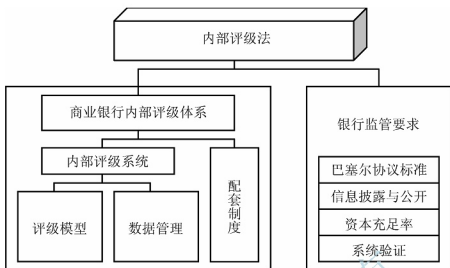 内部评级法
商业银行内部评级体系
内部评级系统
评级模型
数据管理
配套制度
银行监管要求
巴塞尔协议标准
信息披露与公开
资本充足率
系统验证